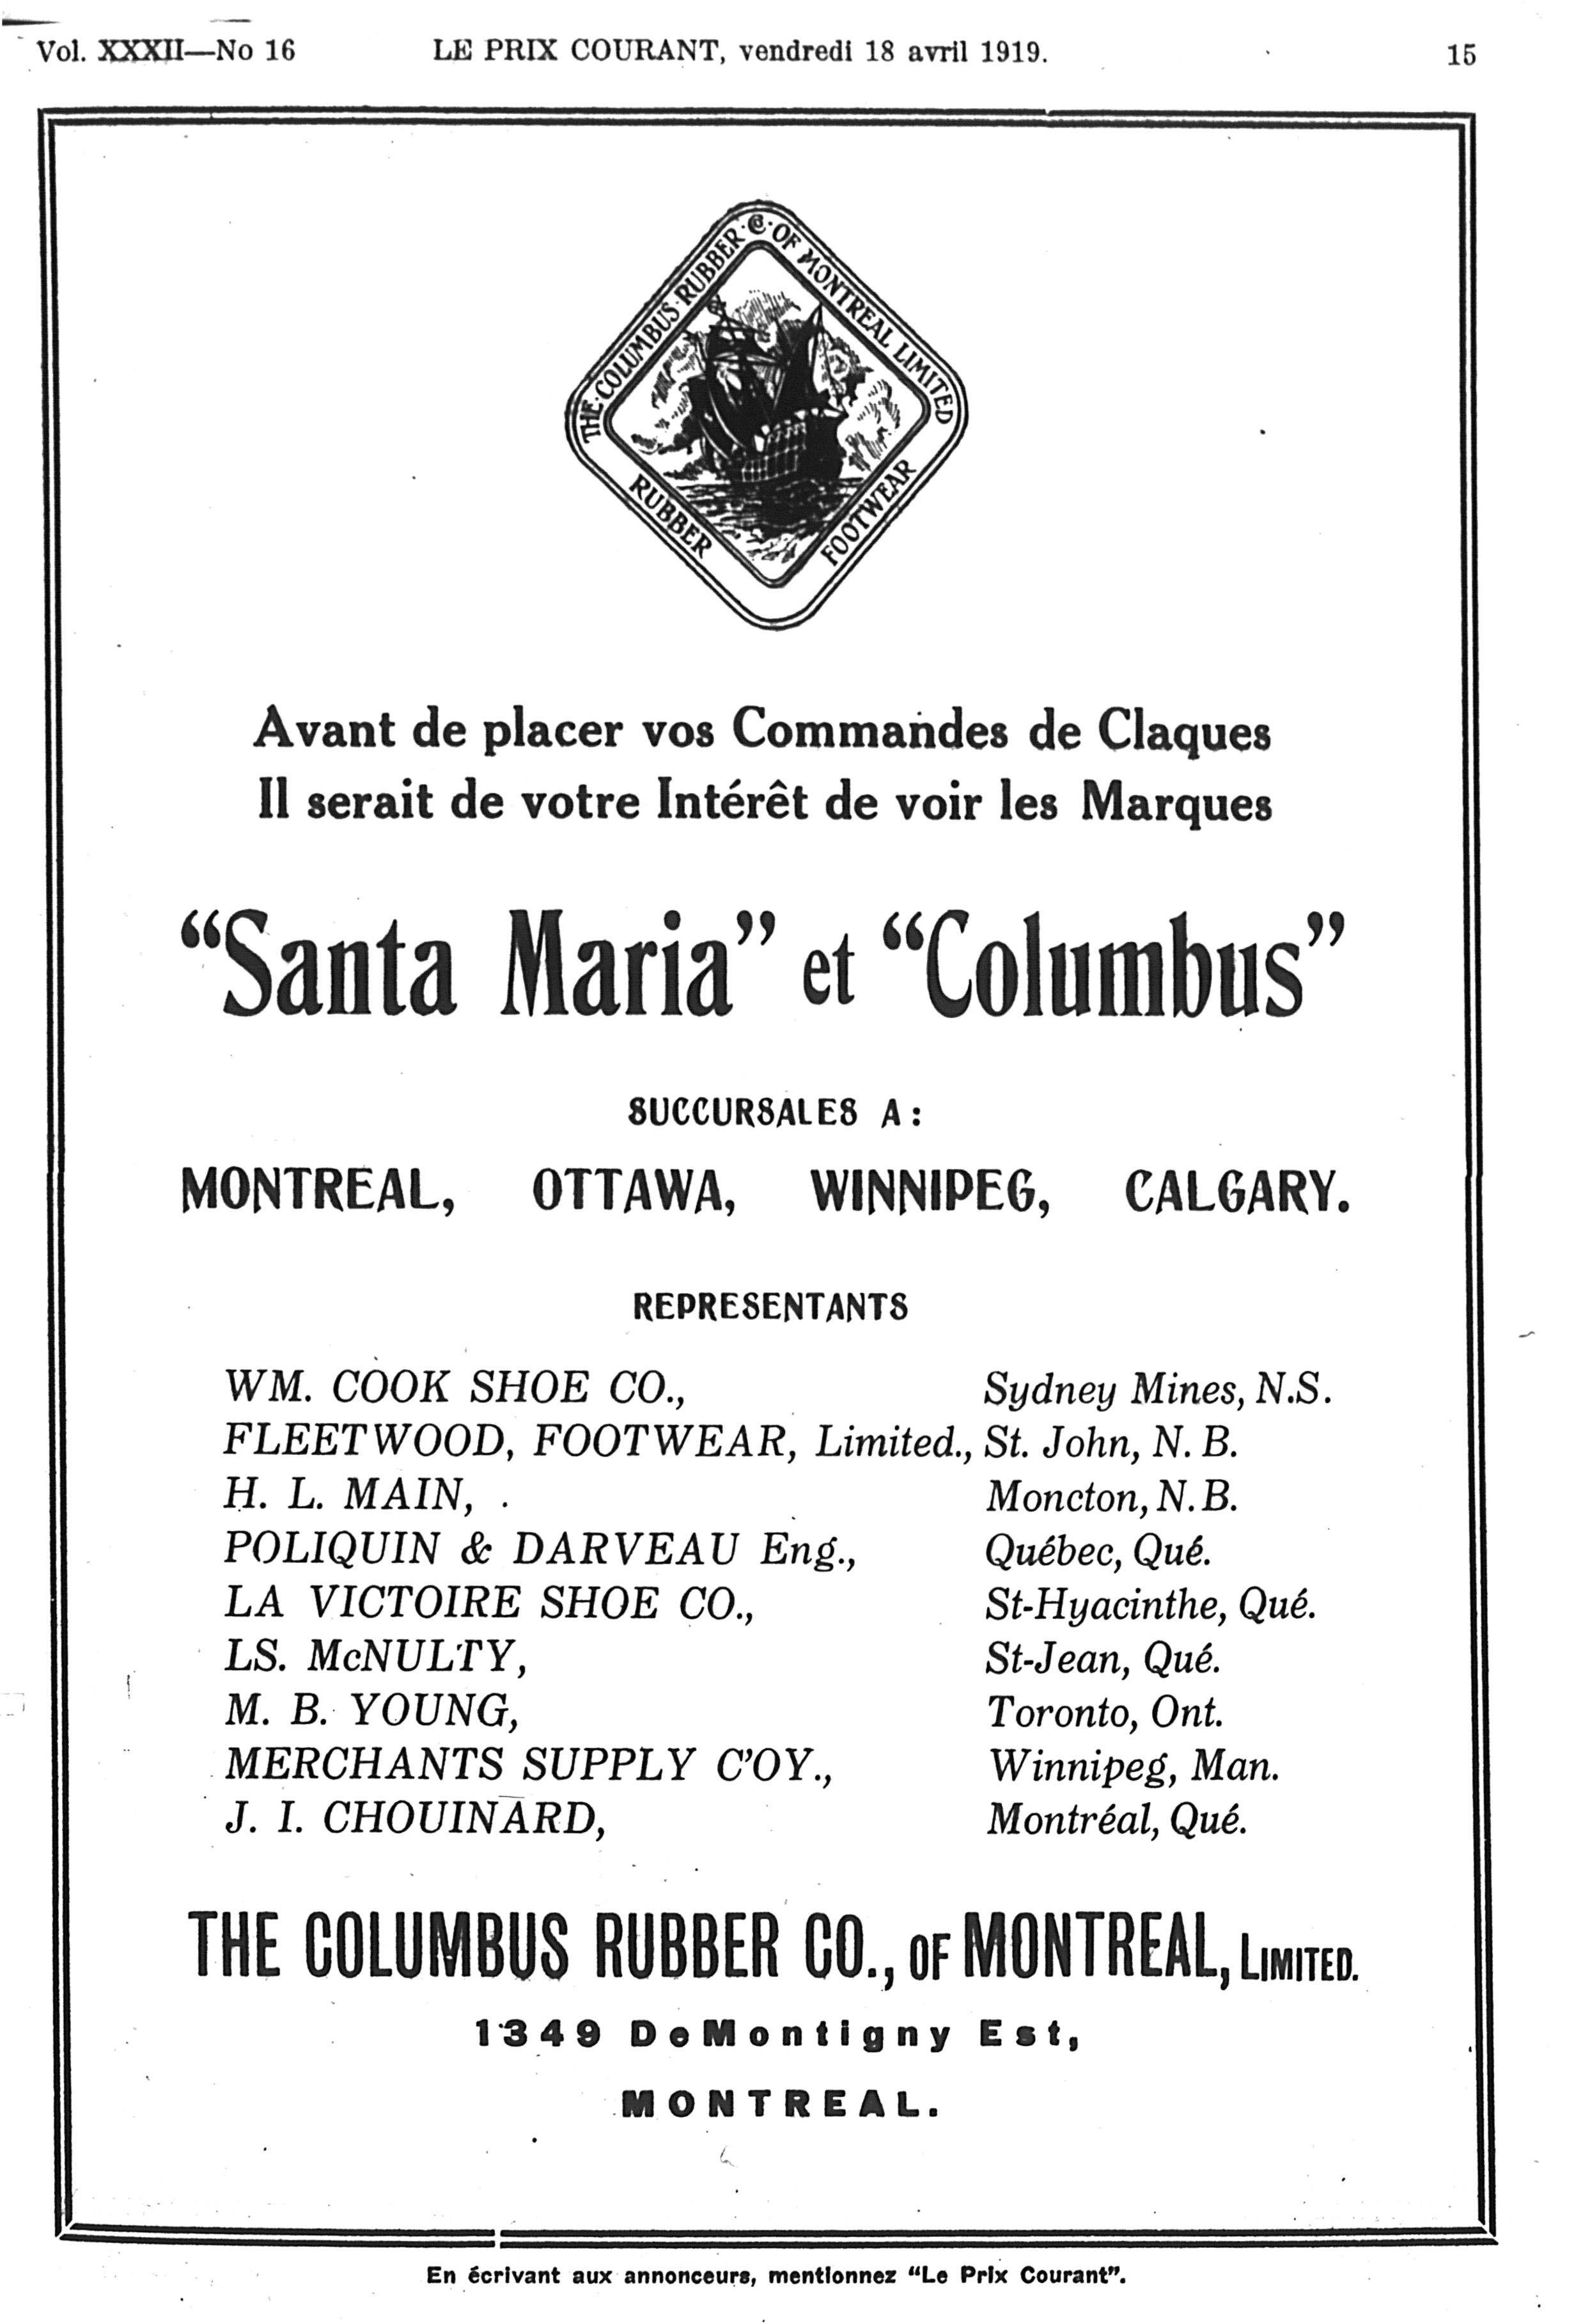 Vol. XXXII—No 16 LE PRIX COURANT, vendredi 18 avril 1919. 15
THE·COLUMBUS·RUBBER·Co·OF MONTREAL LIMITED
RUBBER FOOTWEAR
Avant de placer vos Commandes de Claques
Il serait de votre Intérêt de voir les Marques
“Santa Maria” et “Columbus”
SUCCURSALES A:
MONTREAL, OTTAWA, WINNIPEG, CALGARY.
REPRESENTANTS
WM. COOK SHOE CO., Sydney Mines, N.S.
FLEETWOOD, FOOTWEAR, Limited., St. John, N. B.
H. L. MAIN, Moncton, N. B.
POLIQUIN & DARVEAU Eng., Québec, Qué.
LA VICTOIRE SHOE CO., St-Hyacinthe, Qué.
LS. McNULTY, St-Jean, Qué.
M. B. YOUNG, Toronto, Ont.
MERCHANTS SUPPLY C'OY., Winnipeg, Man.
J. I. CHOUINARD, Montréal, Qué.
THE COLUMBUS RUBBER CO., OF MONTREAL, LIMITED.
1349 DeMontigny Est,
MONTREAL.
En écrivant aux annonceurs, mentionnez “Le Prix Courant”.